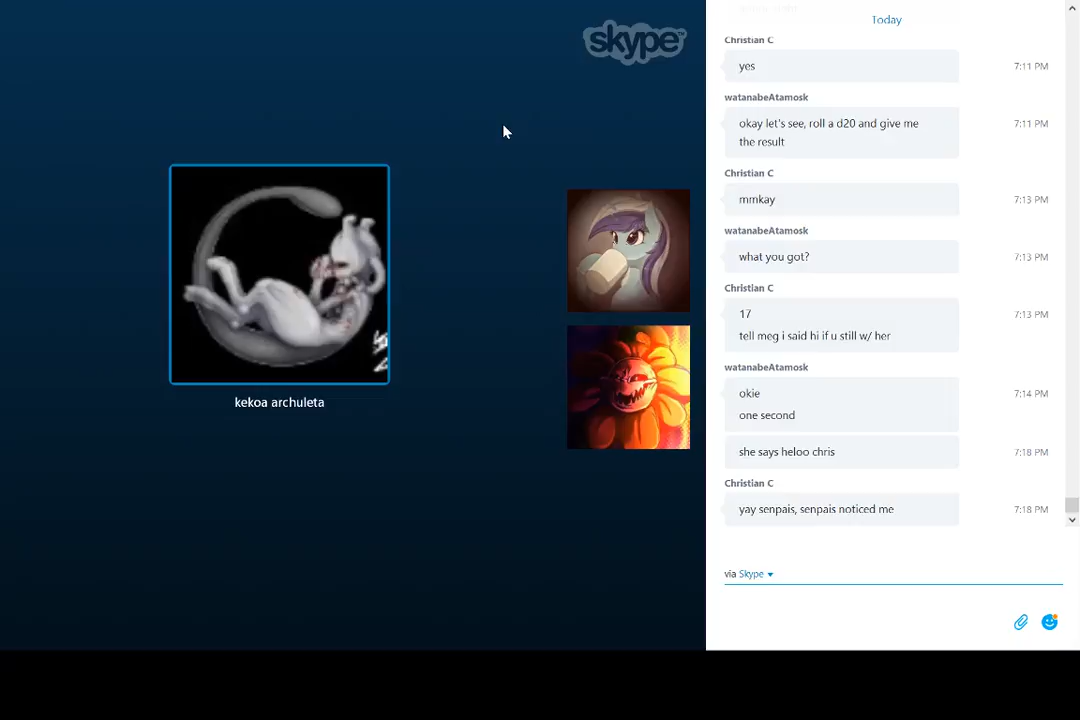 skype
kekoa archuleta
Today
Christian C
yes
7:11 PM
watanabeAtamosk
okay let's see, roll a d20 and give me
the result
7:11 PM
Christian C
mmkay
7:13 PM
watanabeAtamosk
what you got?
7:13 PM
Christian C
17
7:13 PM
tell meg i said hi if u still w/ her
watanabeAtamosk
okie
7:14 PM
one second
she says heloo chris
7:18 PM
Christian C
yay senpais, senpais noticed me
7:18 PM
via Skype